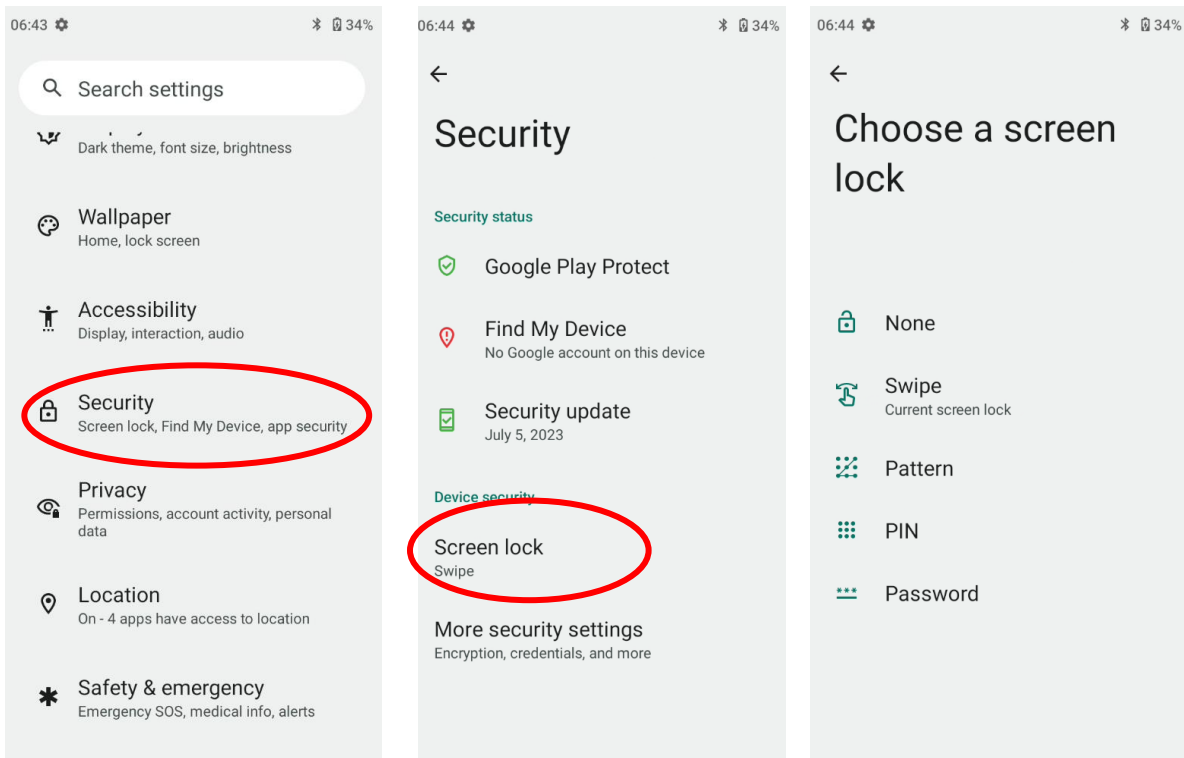 06:43 34%
Search settings
Dark theme, font size, brightness
Wallpaper
Home, lock screen
Accessibility
Display, interaction, audio
Security
Screen lock, Find My Device, app security
Privacy
Permissions, account activity, personal
data
Location
On - 4 apps have access to location
Safety & emergency
Emergency SOS, medical info, alerts
06:44 34%
Security
Security status
Google Play Protect
Find My Device
No Google account on this device
Security update
July 5, 2023
Device security
Screen lock
Swipe
More security settings
Encryption, credentials, and more
06:44 34%
Choose a screen
lock
None
Swipe
Current screen lock
Pattern
PIN
Password